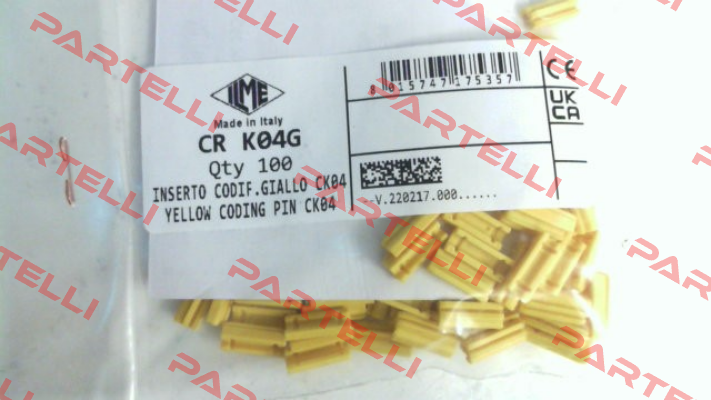 ILME
Made in Italy
CR K04G
Qty 100
INSERTO CODIF.GIALLO CK04
YELLOW CODING PIN CK04
8 015747 175357
--V.220217.000......
CE
UK
CA
PARTELLI
PARTELLI
PARTELLI
PARTELLI
PARTELLI
PARTELLI
PARTELLI
PARTELLI
PARTELLI